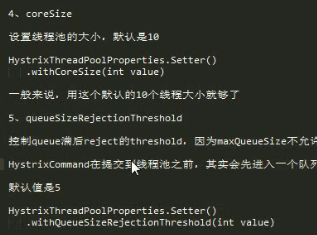 4、coreSize
设置线程池的大小，默认是10
HystrixThreadPoolProperties.Setter()
.withCoreSize(int value)
一般来说，用这个默认的10个线程大小就够了
5、queueSizeRejectionThreshold
控制queue满后reject的threshold，因为maxQueueSize不允许
HystrixCommand在提交到线程池之前，其实会先进入一个队
默认值是5
HystrixThreadPoolProperties.Setter()
.withQueueSizeRejectionThreshold(int value)